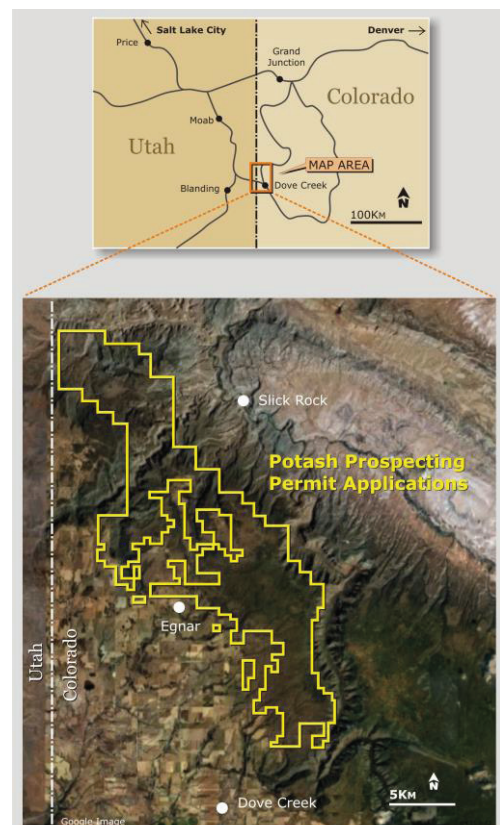 Salt Lake City
Denver
Price
Grand
Junction
Colorado
Moab
Utah
MAP AREA
Blanding
Dove Creek
N
100KM
Slick Rock
Potash Prospecting
Permit Applications
Egnar
Utah
Colorado
N
5KM
Dove Creek
Google Image